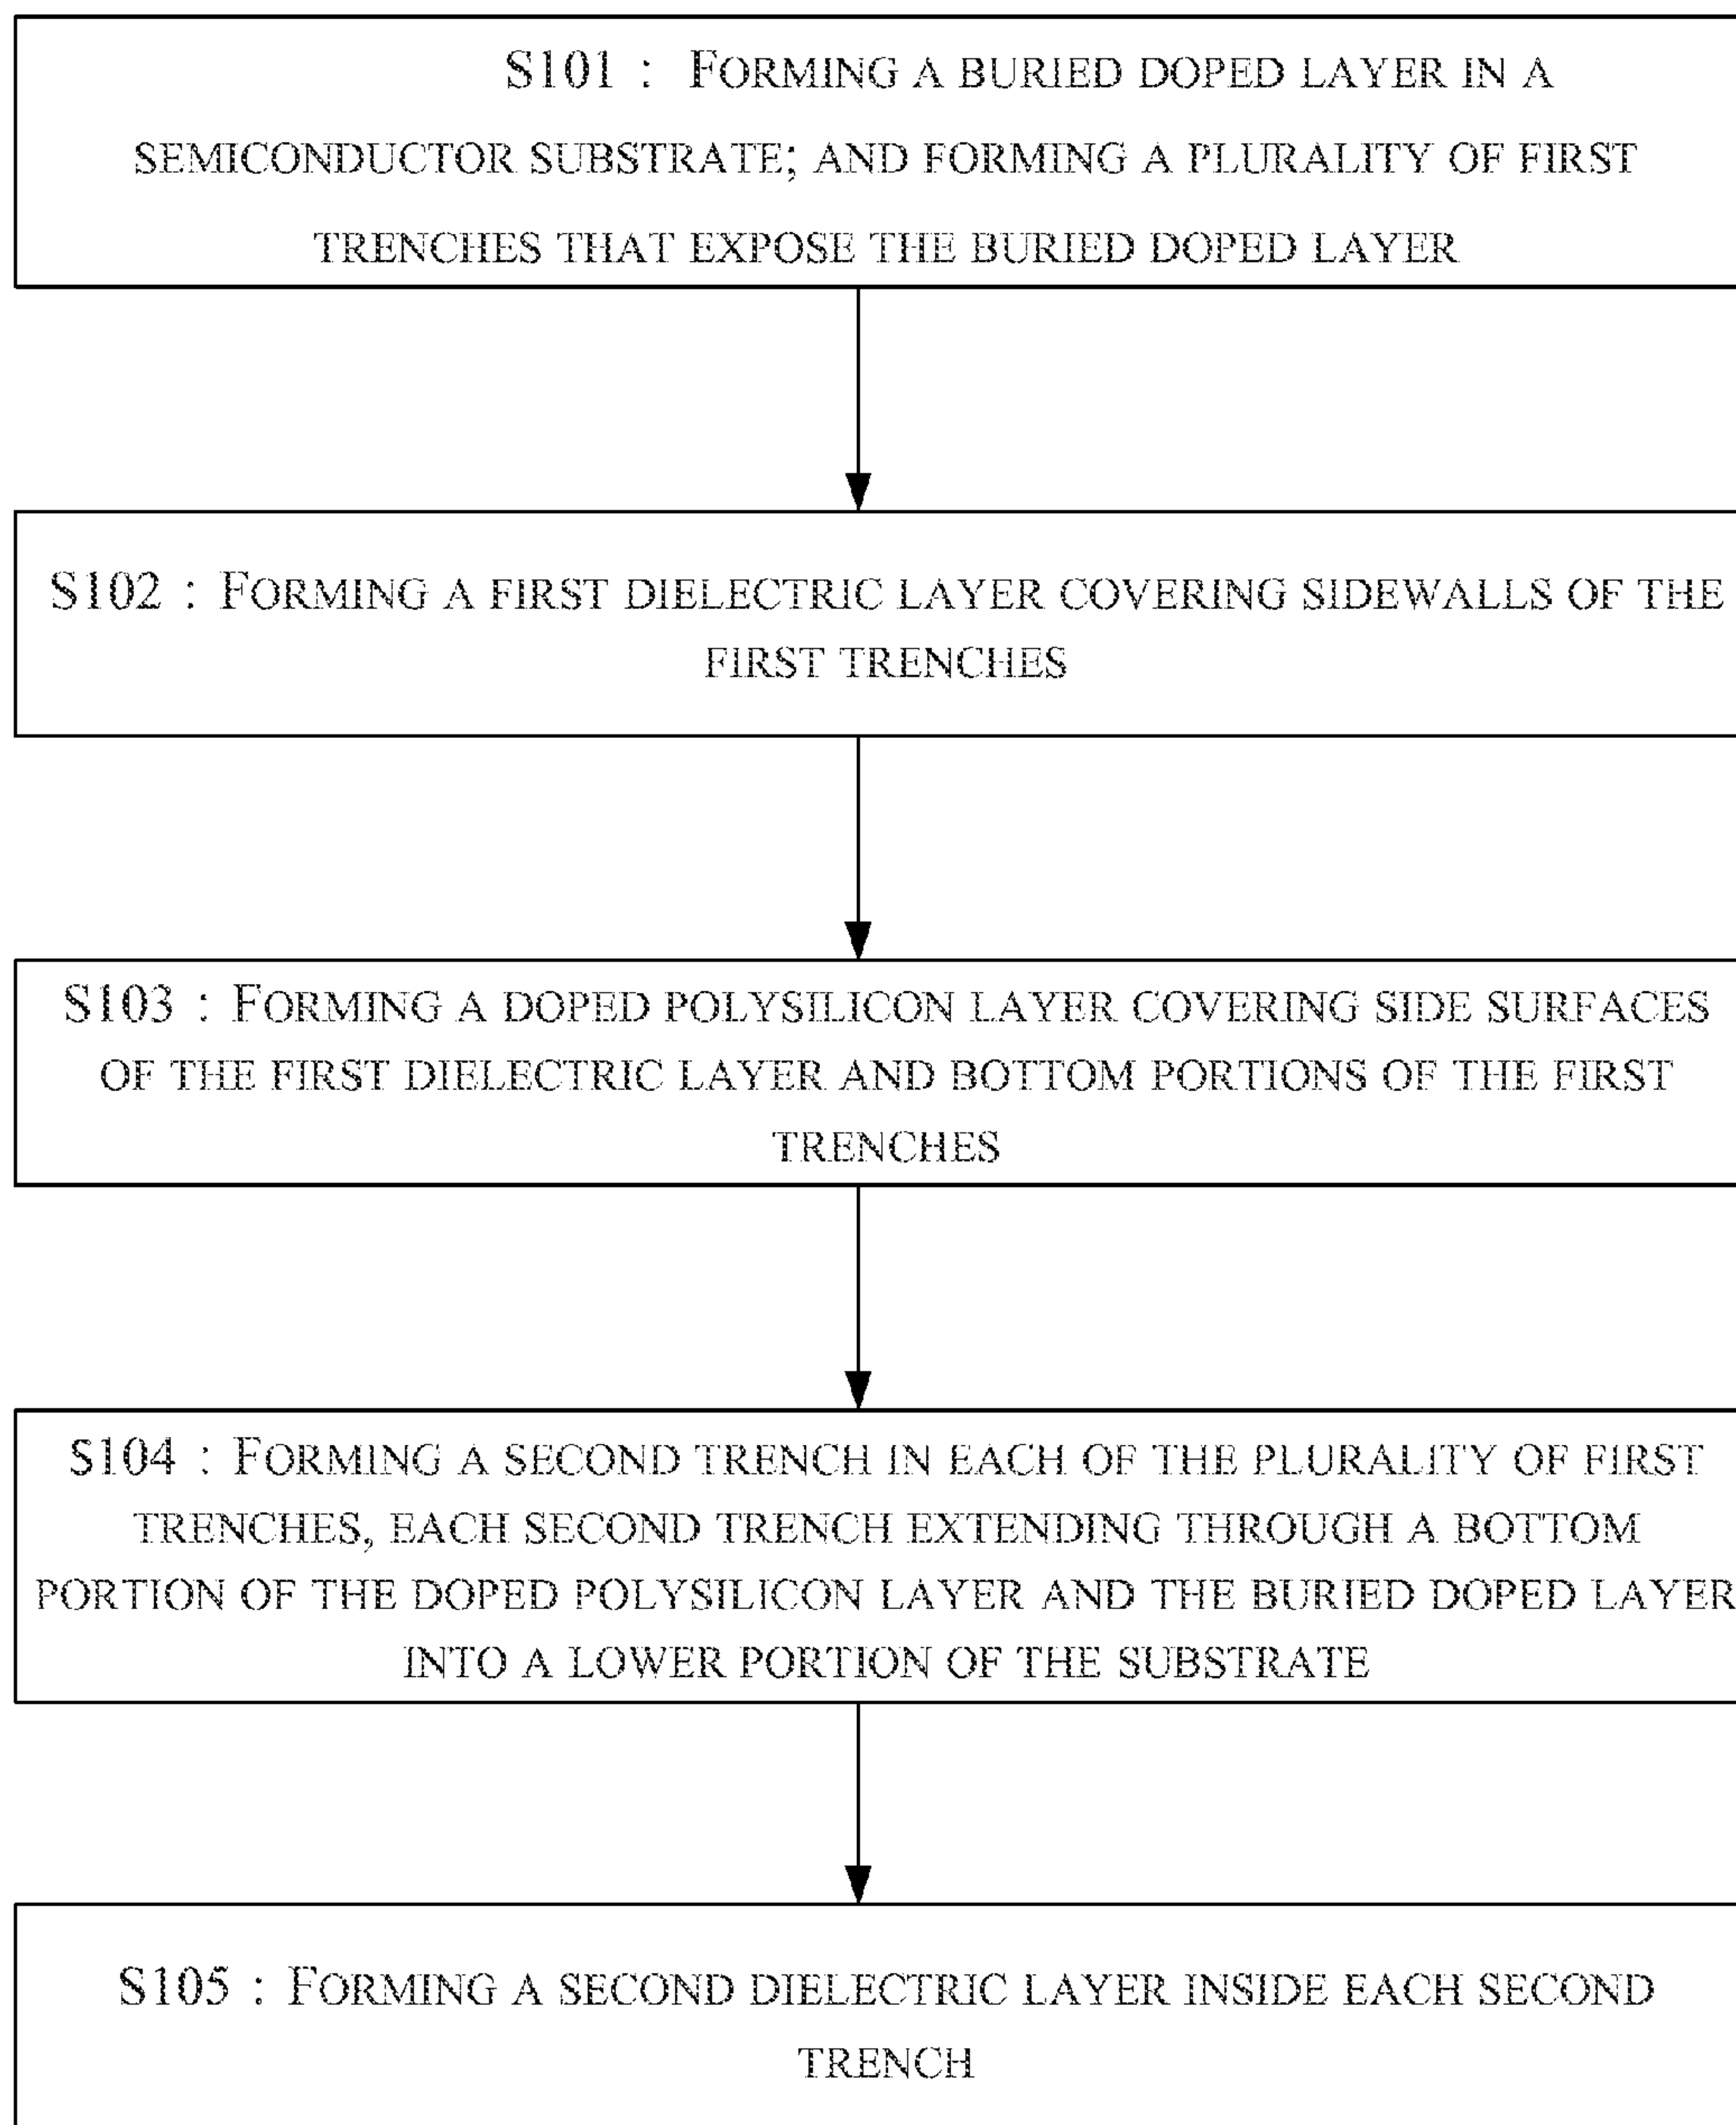 S101 : FORMING A BURIED DOPED LAYER IN A
SEMICONDUCTOR SUBSTRATE; AND FORMING A PLURALITY OF FIRST
TRENCHES THAT EXPOSE THE BURIED DOPED LAYER
S102 : FORMING A FIRST DIELECTRIC LAYER COVERING SIDEWALLS OF THE
FIRST TRENCHES
S103 : FORMING A DOPED POLYSILICON LAYER COVERING SIDE SURFACES
OF THE FIRST DIELECTRIC LAYER AND BOTTOM PORTIONS OF THE FIRST
TRENCHES
S104 : FORMING A SECOND TRENCH IN EACH OF THE PLURALITY OF FIRST
TRENCHES, EACH SECOND TRENCH EXTENDING THROUGH A BOTTOM
PORTION OF THE DOPED POLYSILICON LAYER AND THE BURIED DOPED LAYER
INTO A LOWER PORTION OF THE SUBSTRATE
S105 : FORMING A SECOND DIELECTRIC LAYER INSIDE EACH SECOND
TRENCH